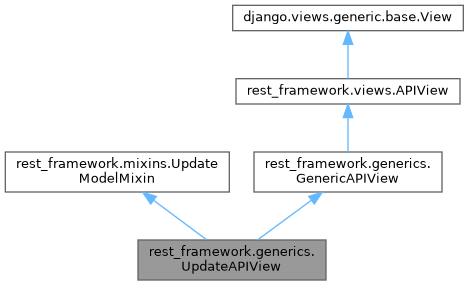 django.views.generic.base.View
rest_framework.views.APIView
rest_framework.mixins.Update
ModelMixin
rest_framework.generics.
GenericAPIView
rest_framework.generics.
UpdateAPIView